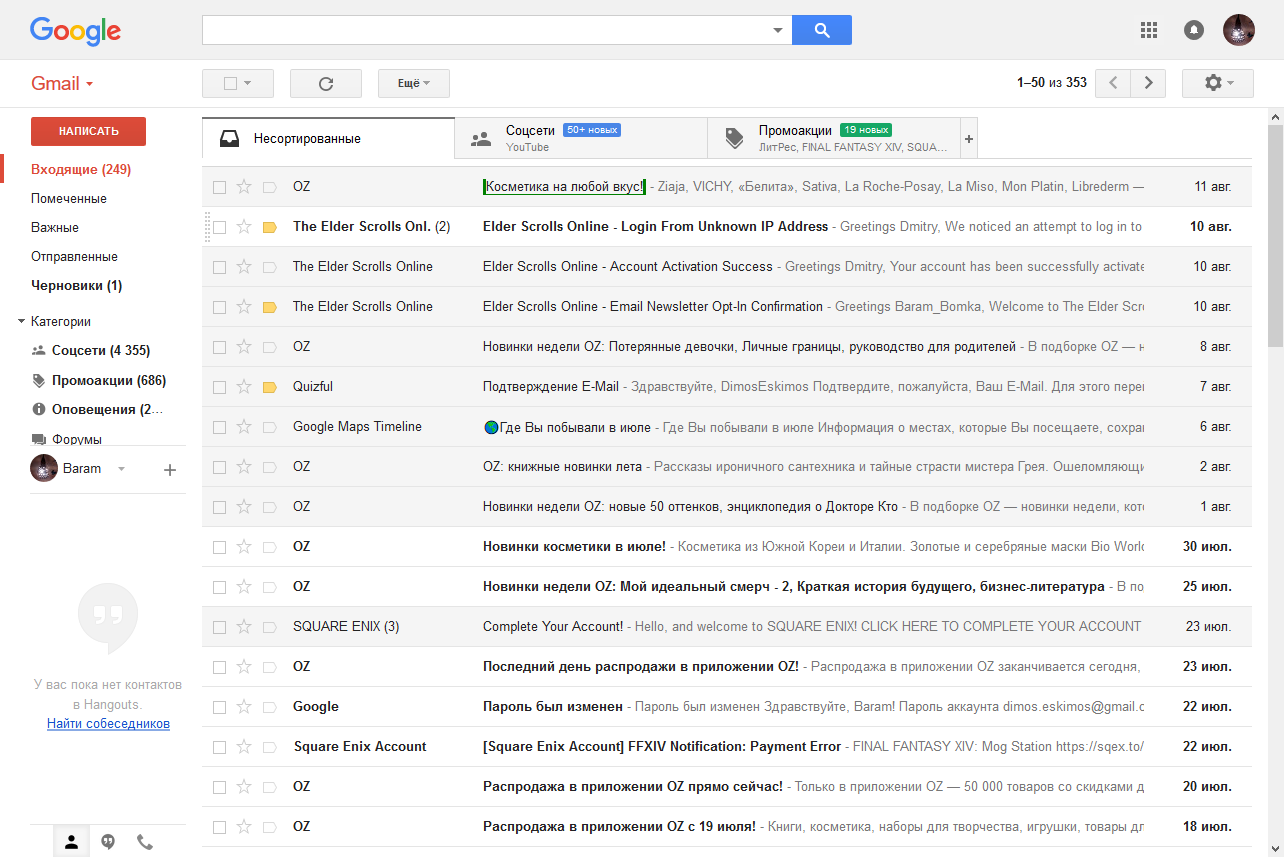 Google
Gmail
Ещё
1–50 из 353
НАПИСАТЬ
Входящие (249)
Помеченные
Важные
Отправленные
Черновики (1)
Категории
Соцсети (4 355)
Промоакции (686)
Оповещения (2…
Форумы
Baram
У вас пока нет контактов
в Hangouts.
Найти собеседников
Несортированные
Соцсети 50+ новых
YouTube
Промоакции 19 новых
ЛитРес, FINAL FANTASY XIV, SQUA…
OZ Косметика на любой вкус! - Ziaja, VICHY, «Белита», Sativa, La Roche-Posay, La Miso, Mon Platin, Librederm — 11 авг.
The Elder Scrolls Onl. (2) Elder Scrolls Online - Login From Unknown IP Address - Greetings Dmitry, We noticed an attempt to log in to 10 авг.
The Elder Scrolls Online Elder Scrolls Online - Account Activation Success - Greetings Dmitry, Your account has been successfully activate 10 авг.
The Elder Scrolls Online Elder Scrolls Online - Email Newsletter Opt-In Confirmation - Greetings Baram_Bomka, Welcome to The Elder Scro 10 авг.
OZ Новинки недели OZ: Потерянные девочки, Личные границы, руководство для родителей - В подборке OZ — н 8 авг.
Quizful Подтверждение E-Mail - Здравствуйте, DimosEskimos Подтвердите, пожалуйста, Ваш E-Mail. Для этого пере 7 авг.
Google Maps Timeline Где Вы побывали в июле - Где Вы побывали в июле Информация о местах, которые Вы посещаете, сохра 6 авг.
OZ OZ: книжные новинки лета - Рассказы ироничного сантехника и тайные страсти мистера Грея. Ошеломляющи 2 авг.
OZ Новинки недели OZ: новые 50 оттенков, энциклопедия о Докторе Кто - В подборке OZ — новинки недели, кото 1 авг.
OZ Новинки косметики в июле! - Косметика из Южной Кореи и Италии. Золотые и серебряные маски Bio World 30 июл.
OZ Новинки недели OZ: Мой идеальный смерч - 2, Краткая история будущего, бизнес-литература - В по 25 июл.
SQUARE ENIX (3) Complete Your Account! - Hello, and welcome to SQUARE ENIX! CLICK HERE TO COMPLETE YOUR ACCOUNT 23 июл.
OZ Последний день распродажи в приложении OZ! - Распродажа в приложении OZ заканчивается сегодня, 23 июл.
Google Пароль был изменен - Пароль был изменен Здравствуйте, Baram! Пароль аккаунта dimos.eskimos@gmail.c 22 июл.
Square Enix Account [Square Enix Account] FFXIV Notification: Payment Error - FINAL FANTASY XIV: Mog Station https://sqex.to/ 22 июл.
OZ Распродажа в приложении OZ прямо сейчас! - Только в приложении OZ — 50 000 товаров со скидками д 20 июл.
OZ Распродажа в приложении OZ с 19 июля! - Книги, косметика, наборы для творчества, игрушки, товары дл 18 июл.